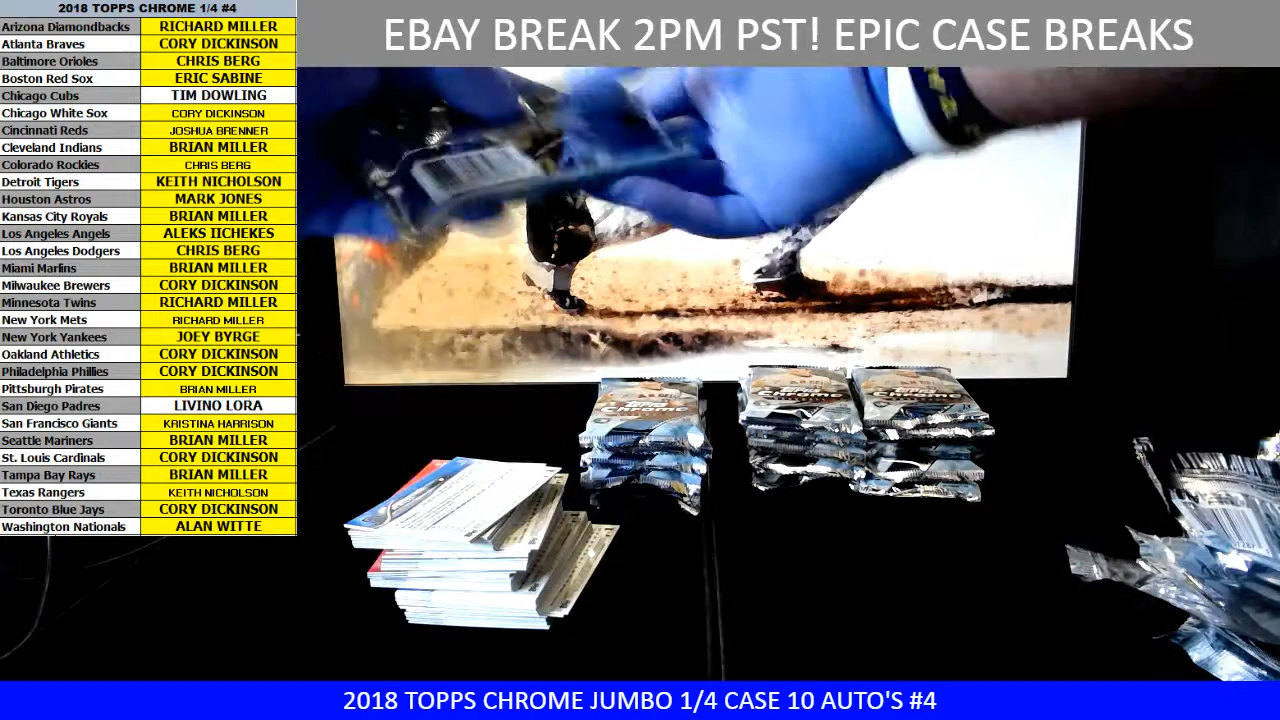 2018 TOPPS CHROME 1/4 #4
Arizona Diamondbacks RICHARD MILLER
Atlanta Braves CORY DICKINSON
Baltimore Orioles CHRIS BERG
Boston Red Sox ERIC SABINE
Chicago Cubs TIM DOWLING
Chicago White Sox CORY DICKINSON
Cincinnati Reds JOSHUA BRENNER
Cleveland Indians BRIAN MILLER
Colorado Rockies CHRIS BERG
Detroit Tigers KEITH NICHOLSON
Houston Astros MARK JONES
Kansas City Royals BRIAN MILLER
Los Angeles Angels ALEKS IICHEKES
Los Angeles Dodgers CHRIS BERG
Miami Marlins BRIAN MILLER
Milwaukee Brewers CORY DICKINSON
Minnesota Twins RICHARD MILLER
New York Mets RICHARD MILLER
New York Yankees JOEY BYRGE
Oakland Athletics CORY DICKINSON
Philadelphia Phillies CORY DICKINSON
Pittsburgh Pirates BRIAN MILLER
San Diego Padres LIVINO LORA
San Francisco Giants KRISTINA HARRISON
Seattle Mariners BRIAN MILLER
St. Louis Cardinals CORY DICKINSON
Tampa Bay Rays BRIAN MILLER
Texas Rangers KEITH NICHOLSON
Toronto Blue Jays CORY DICKINSON
Washington Nationals ALAN WITTE
EBAY BREAK 2PM PST! EPIC CASE BREAKS
Topps Chrome
Topps Chrome
Topps Chrome
2018 TOPPS CHROME JUMBO 1/4 CASE 10 AUTO'S #4